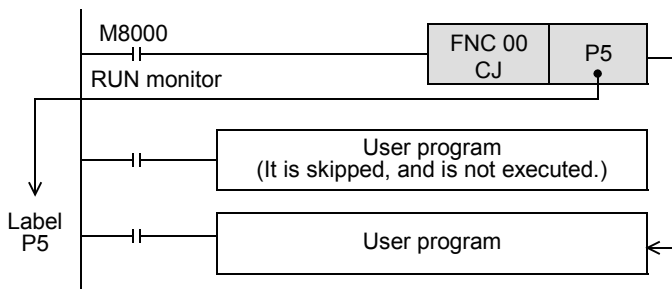 M8000
FNC 00
CJ
P5
RUN monitor
User program
(It is skipped, and is not executed.)
Label
P5
User program